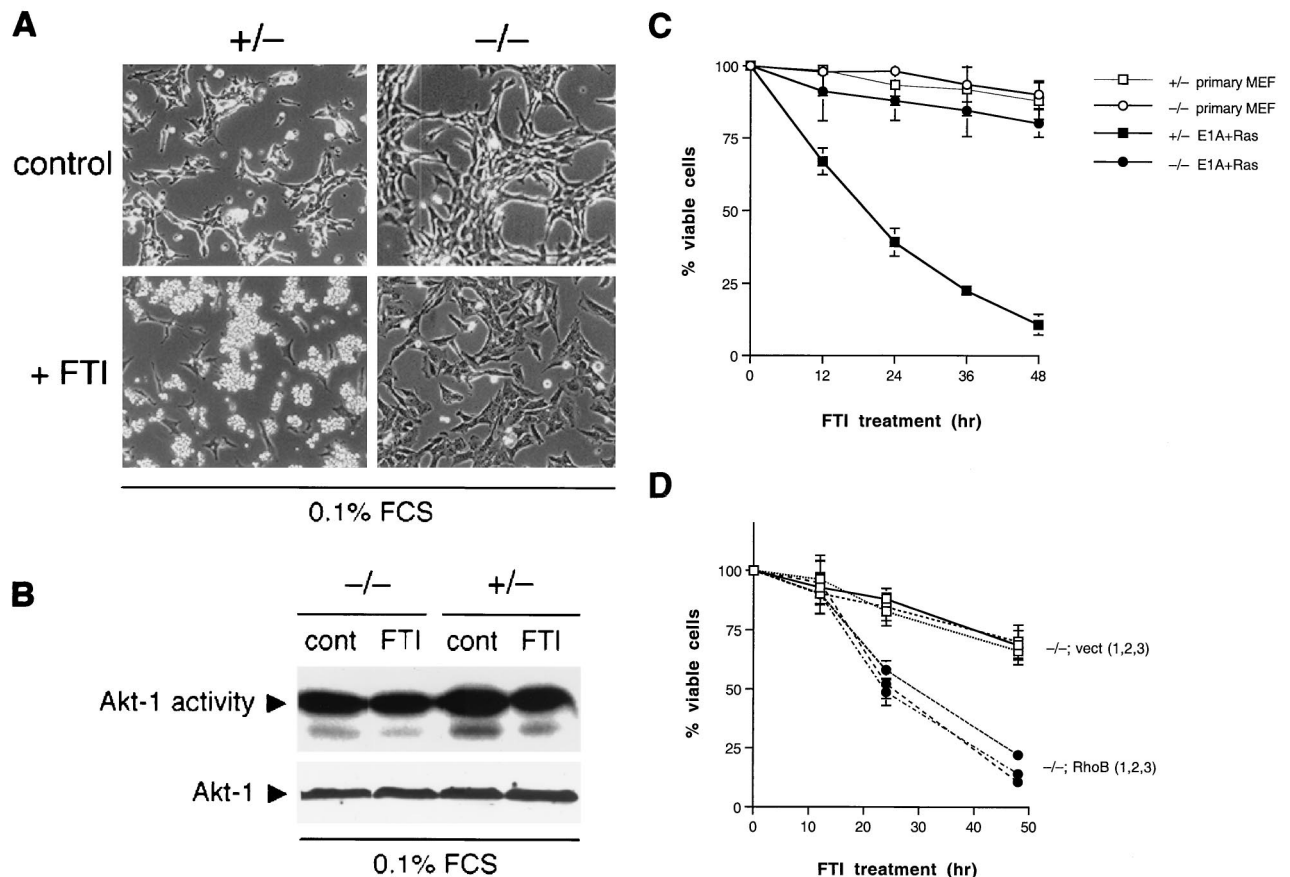 A
+/– –/–
control
+ FTI
0.1% FCS
B
–/– +/–
cont FTI cont FTI
Akt-1 activity
Akt-1
0.1% FCS
C
% viable cells
100
75
50
25
0
0 12 24 36 48
FTI treatment (hr)
+/– primary MEF
–/– primary MEF
+/– E1A+Ras
–/– E1A+Ras
D
% viable cells
100
75
50
25
0
0 10 20 30 40 50
FTI treatment (hr)
–/–; vect (1,2,3)
–/–; RhoB (1,2,3)